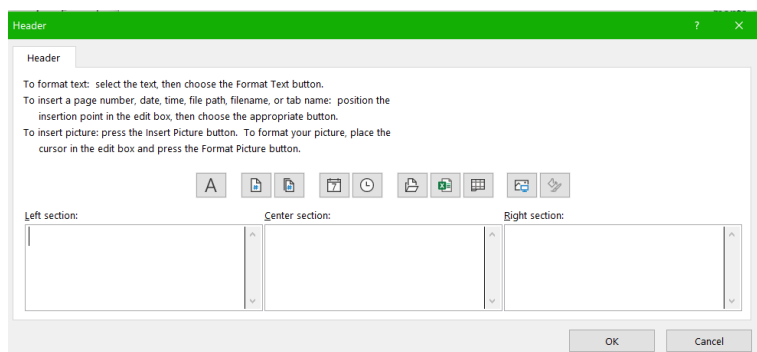 Header
?
Header
To format text: select the text, then choose the Format Text button.
To insert a page number, date, time, file path, filename, or tab name: position the
insertion point in the edit box, then choose the appropriate button.
To insert picture: press the Insert Picture button. To format your picture, place the
cursor in the edit box and press the Format Picture button.
A # # 7
Left section: Center section: Right section:
OK Cancel